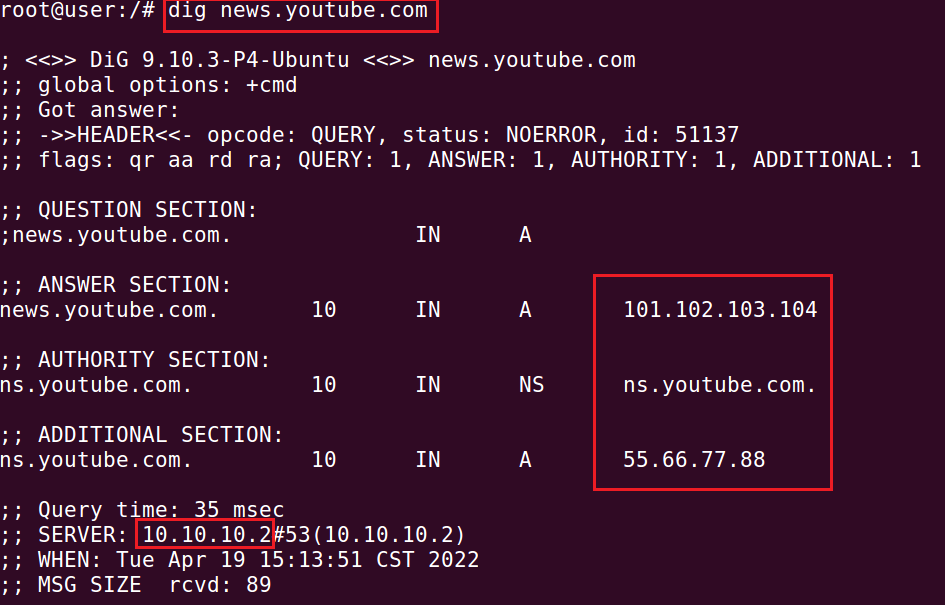 root@user:/# dig news.youtube.com
; <<>> DiG 9.10.3-P4-Ubuntu <<>> news.youtube.com
;; global options: +cmd
;; Got answer:
;; ->>HEADER<<- opcode: QUERY, status: NOERROR, id: 51137
;; flags: qr aa rd ra; QUERY: 1, ANSWER: 1, AUTHORITY: 1, ADDITIONAL: 1
;; QUESTION SECTION:
;news.youtube.com. IN A
;; ANSWER SECTION:
news.youtube.com. 10 IN A 101.102.103.104
;; AUTHORITY SECTION:
ns.youtube.com. 10 IN NS ns.youtube.com.
;; ADDITIONAL SECTION:
ns.youtube.com. 10 IN A 55.66.77.88
;; Query time: 35 msec
;; SERVER: 10.10.10.2#53(10.10.10.2)
;; WHEN: Tue Apr 19 15:13:51 CST 2022
;; MSG SIZE rcvd: 89